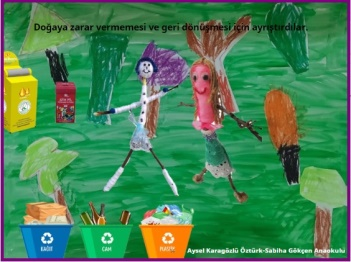 Doğaya zarar vermemesi ve geri dönüşmesi için ayrıştırdılar.
KAĞIT
CAM
PLASTİK
Aysel Karagözlü Öztürk-Sabiha Gökçen Anaokulu